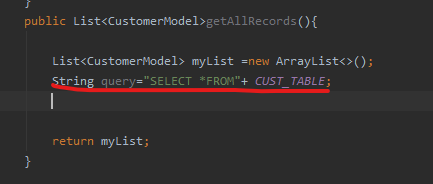 }
public List<CustomerModel>getAllRecords(){
List<CustomerModel> myList =new ArrayList<>();
String query="SELECT *FROM"+ CUST_TABLE;
return myList;
}